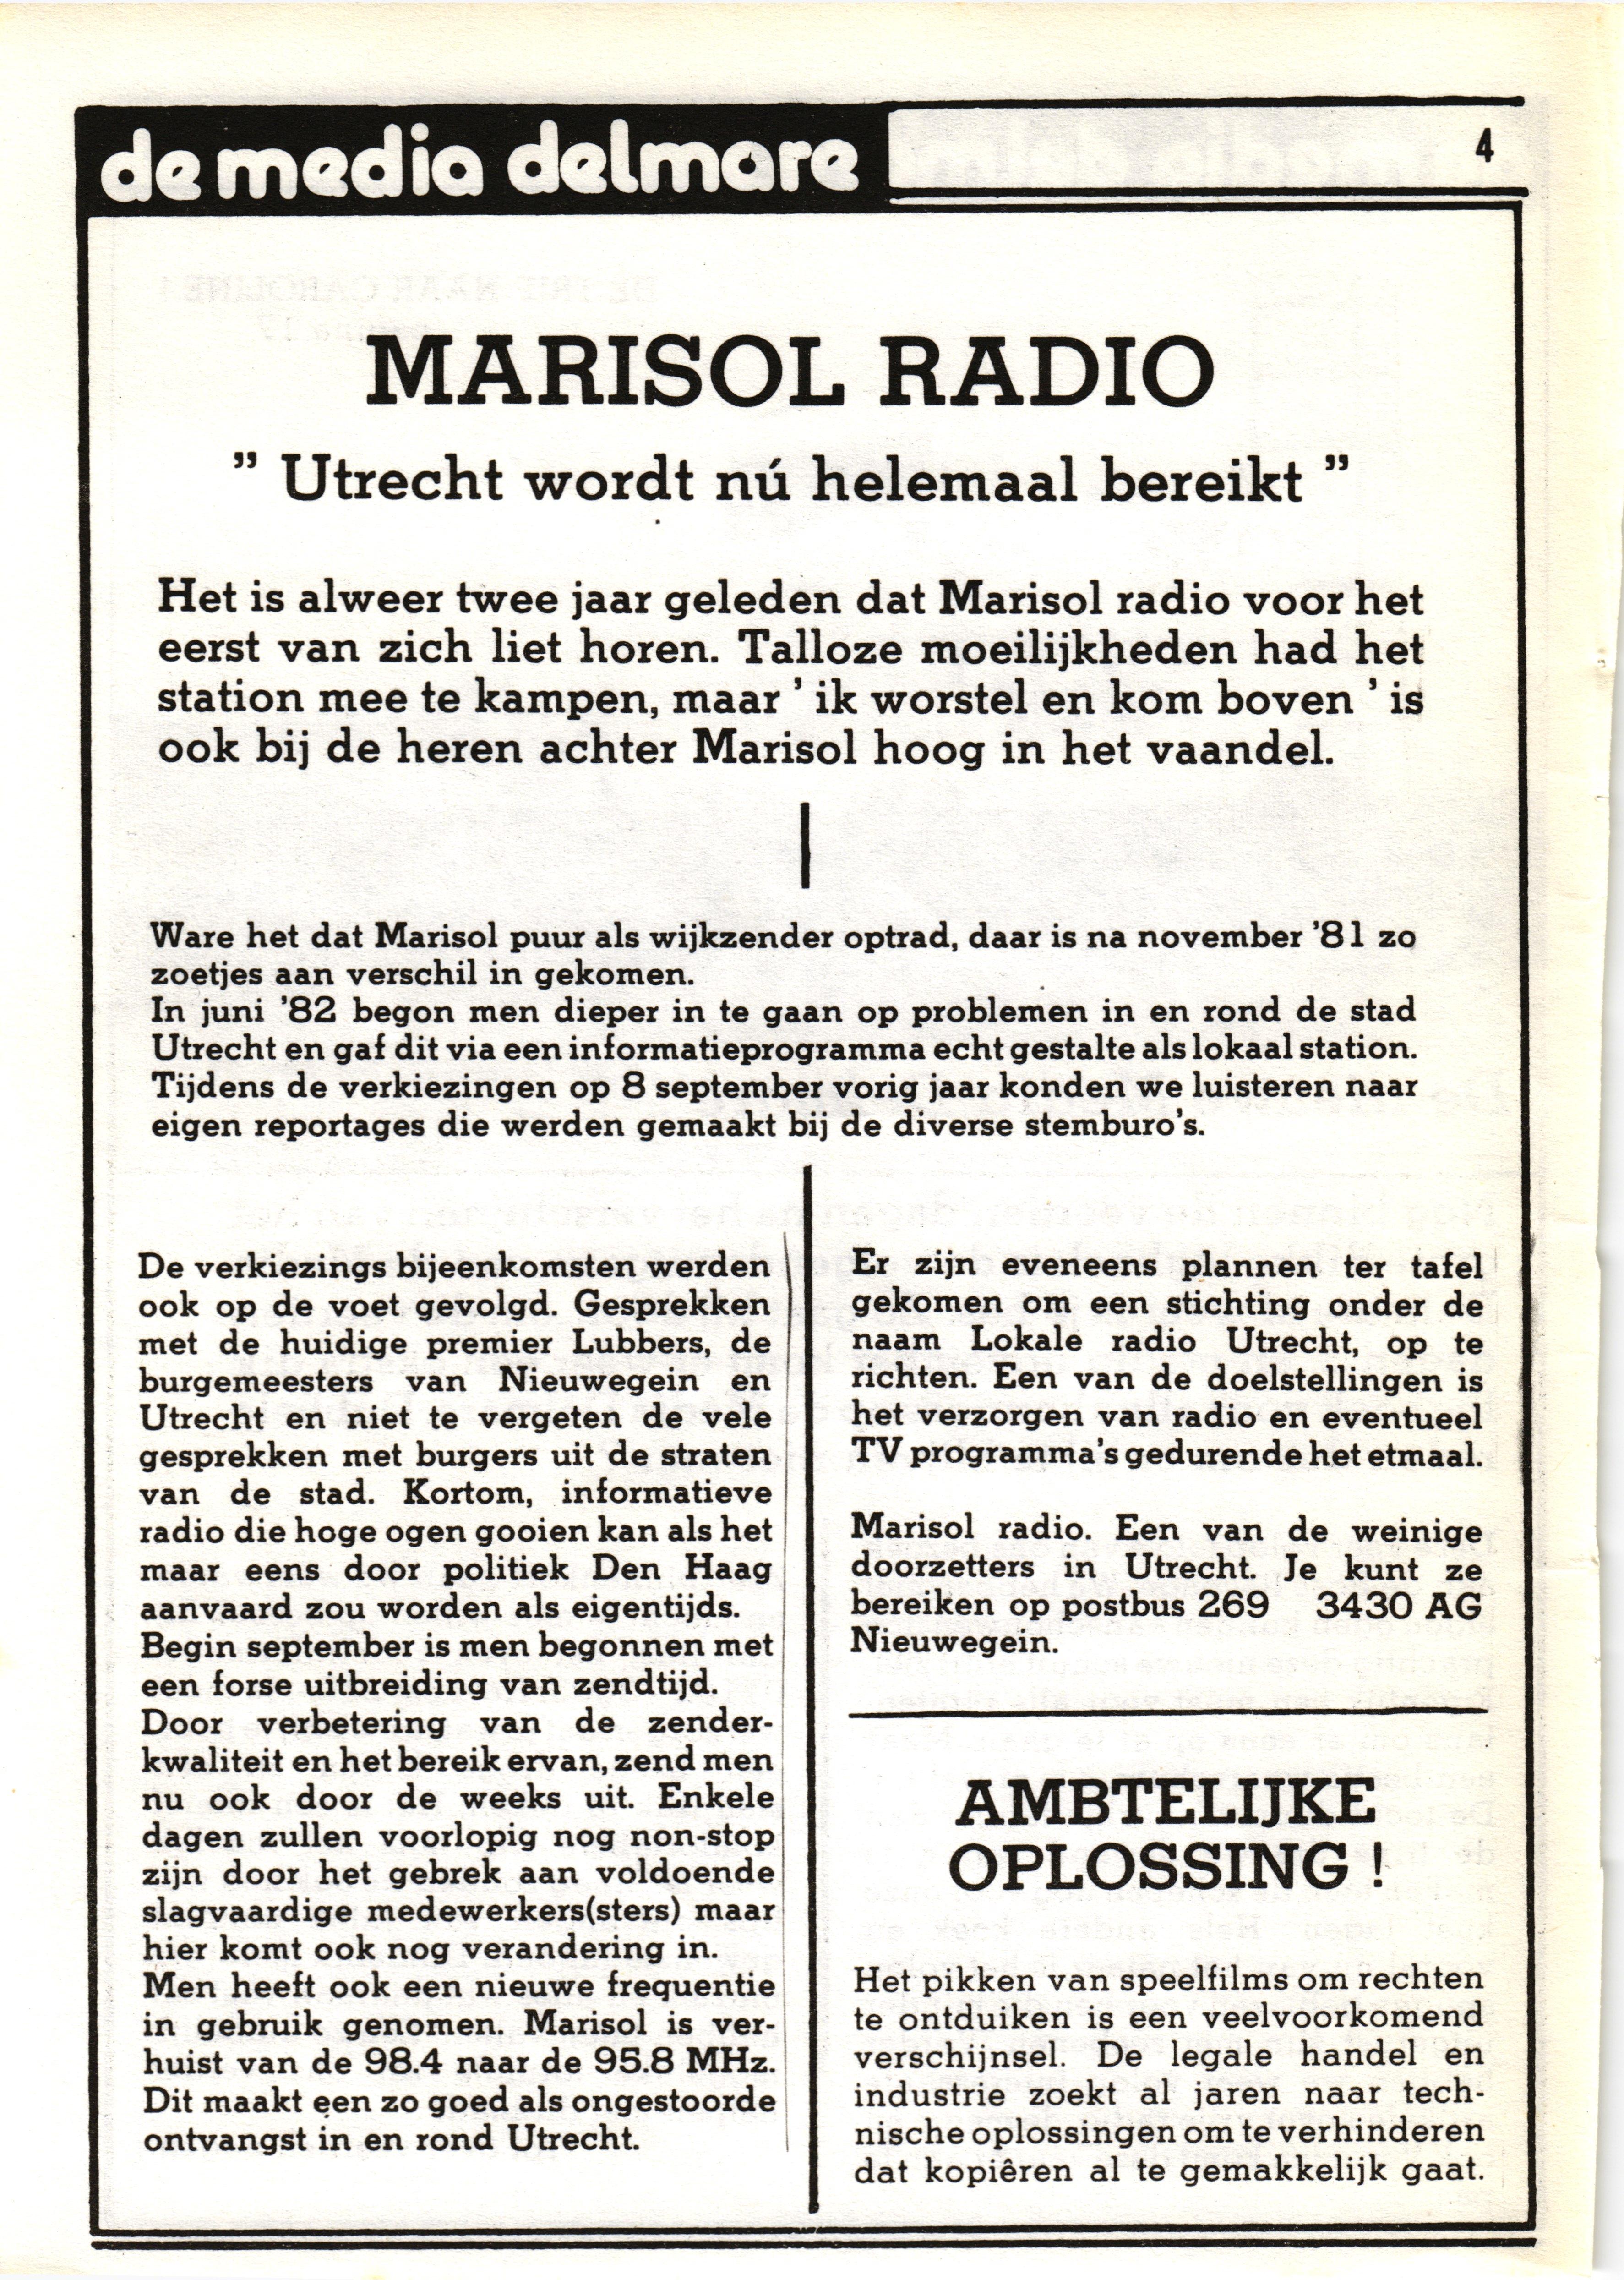 de media delmare
4
MARISOL RADIO
” Utrecht wordt nú helemaal bereikt ”
Het is alweer twee jaar geleden dat Marisol radio voor het
eerst van zich liet horen. Talloze moeilijkheden had het
station mee te kampen, maar ’ ik worstel en kom boven ’ is
ook bij de heren achter Marisol hoog in het vaandel.
Ware het dat Marisol puur als wijkzender optrad, daar is na november ’81 zo
zoetjes aan verschil in gekomen.
In juni ’82 begon men dieper in te gaan op problemen in en rond de stad
Utrecht en gaf dit via een informatieprogramma echt gestalte als lokaal station.
Tijdens de verkiezingen op 8 september vorig jaar konden we luisteren naar
eigen reportages die werden gemaakt bij de diverse stemburo’s.
De verkiezings bijeenkomsten werden
ook op de voet gevolgd. Gesprekken
met de huidige premier Lubbers, de
burgemeesters van Nieuwegein en
Utrecht en niet te vergeten de vele
gesprekken met burgers uit de straten
van de stad. Kortom, informatieve
radio die hoge ogen gooien kan als het
maar eens door politiek Den Haag
aanvaard zou worden als eigentijds.
Begin september is men begonnen met
een forse uitbreiding van zendtijd.
Door verbetering van de zender-
kwaliteit en het bereik ervan, zend men
nu ook door de weeks uit. Enkele
dagen zullen voorlopig nog non-stop
zijn door het gebrek aan voldoende
slagvaardige medewerkers(sters) maar
hier komt ook nog verandering in.
Men heeft ook een nieuwe frequentie
in gebruik genomen. Marisol is ver-
huist van de 98.4 naar de 95.8 MHz.
Dit maakt een zo goed als ongestoorde
ontvangst in en rond Utrecht.
Er zijn eveneens plannen ter tafel
gekomen om een stichting onder de
naam Lokale radio Utrecht, op te
richten. Een van de doelstellingen is
het verzorgen van radio en eventueel
TV programma’s gedurende het etmaal.
Marisol radio. Een van de weinige
doorzetters in Utrecht. Je kunt ze
bereiken op postbus 269 3430 AG
Nieuwegein.
AMBTELIJKE
OPLOSSING !
Het pikken van speelfilms om rechten
te ontduiken is een veelvoorkomend
verschijnsel. De legale handel en
industrie zoekt al jaren naar tech-
nische oplossingen om te verhinderen
dat kopiêren al te gemakkelijk gaat.